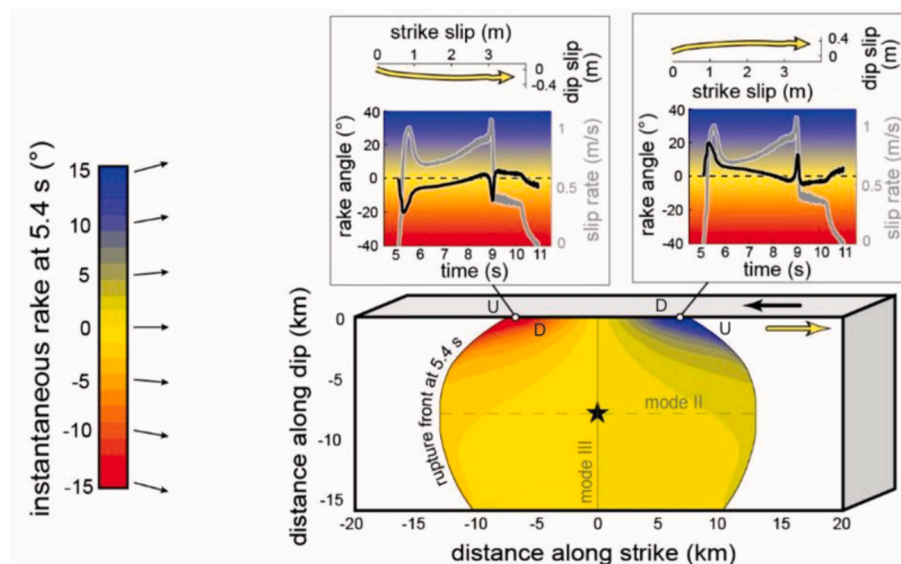 instantaneous rake at 5.4 s (°)
15
10
5
0
-5
-10
-15
strike slip (m)
0 1 2 3
0
-0.4
dip slip (m)
rake angle (°)
40
20
0
-20
-40
1
0.5
0
slip rate (m/s)
5 6 7 8 9 10 11
time (s)
0.4
0
dip slip (m)
0 1 2 3
strike slip (m)
rake angle (°)
40
20
0
-20
-40
1
0.5
0
slip rate (m/s)
5 6 7 8 9 10 11
time (s)
U D
D U
distance along dip (km)
0
-5
-10
-15
rupture front at 5.4 s
mode II
mode III
-20 -15 -10 -5 0 5 10 15 20
distance along strike (km)